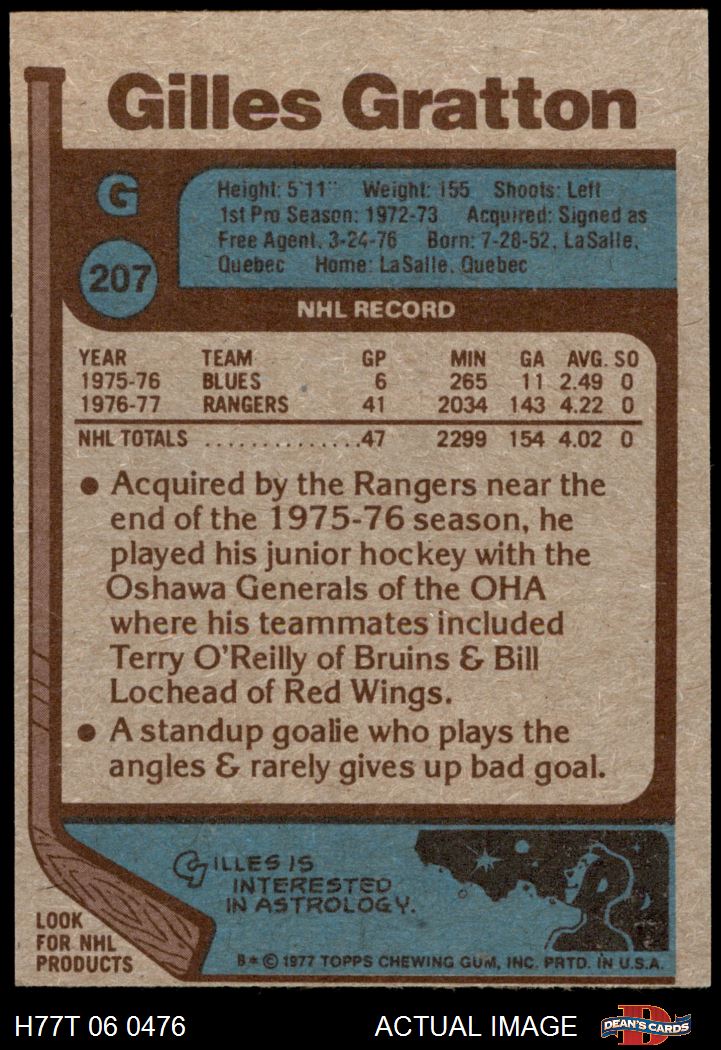 Gilles Gratton
G
207
Height: 5'11" Weight: 155 Shoots: Left
1st Pro Season: 1972-73 Acquired: Signed as
Free Agent, 3-24-76 Born: 7-28-52, LaSalle,
Quebec Home: LaSalle, Quebec
NHL RECORD
YEAR TEAM GP MIN GA AVG. SO
1975-76 BLUES 6 265 11 2.49 0
1976-77 RANGERS 41 2034 143 4.22 0
NHL TOTALS ..............47 2299 154 4.02 0
● Acquired by the Rangers near the
end of the 1975-76 season, he
played his junior hockey with the
Oshawa Generals of the OHA
where his teammates included
Terry O'Reilly of Bruins & Bill
Lochead of Red Wings.
● A standup goalie who plays the
angles & rarely gives up bad goal.
GILLES IS
INTERESTED
IN ASTROLOGY.
LOOK
FOR NHL
PRODUCTS
B* © 1977 TOPPS CHEWING GUM, INC. PRTD. IN U.S.A.
H77T 06 0476 ACTUAL IMAGE D DEAN'S CARDS